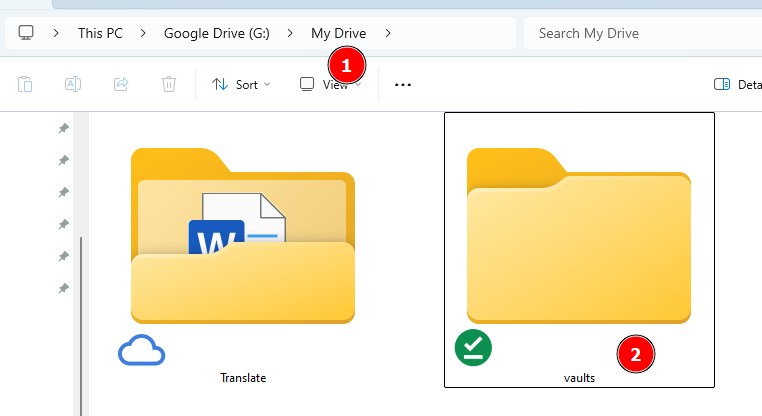 This PC > Google Drive (G:) > My Drive >
Search My Drive
1
Sort
View
...
Deta
W
Translate
vaults
2